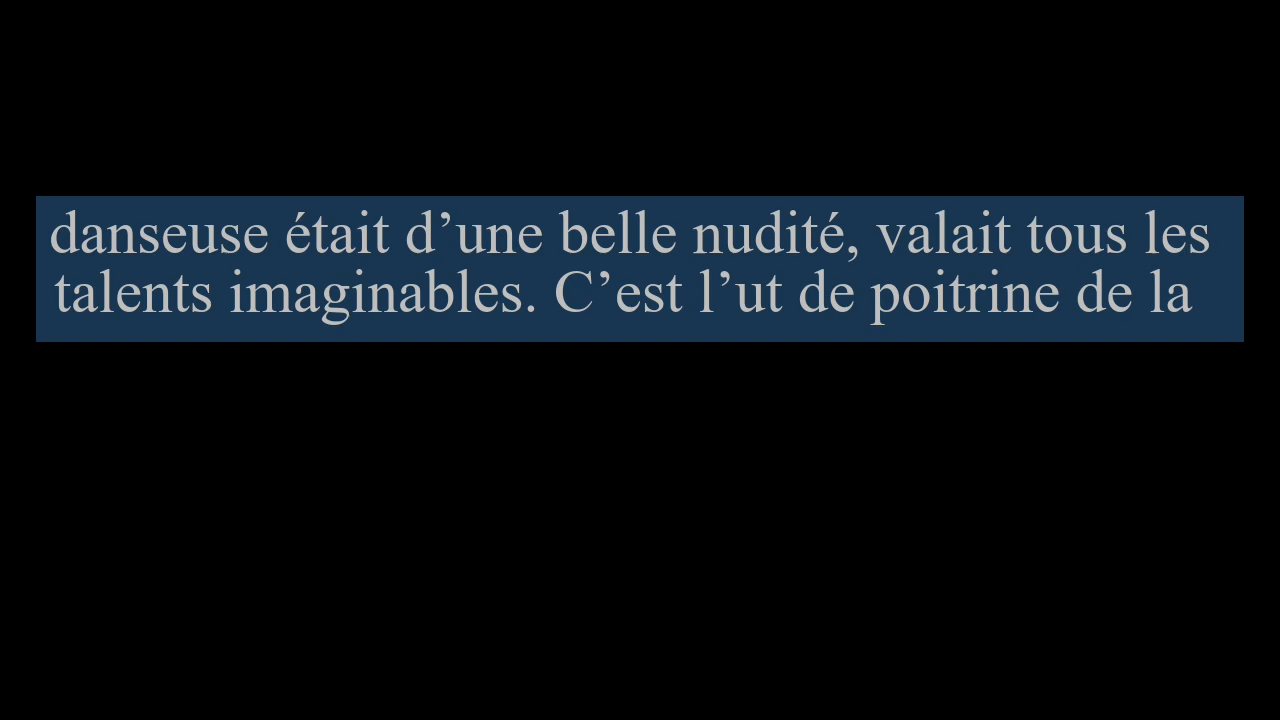 danseuse était d’une belle nudité, valait tous les
talents imaginables. C’est l’ut de poitrine de la